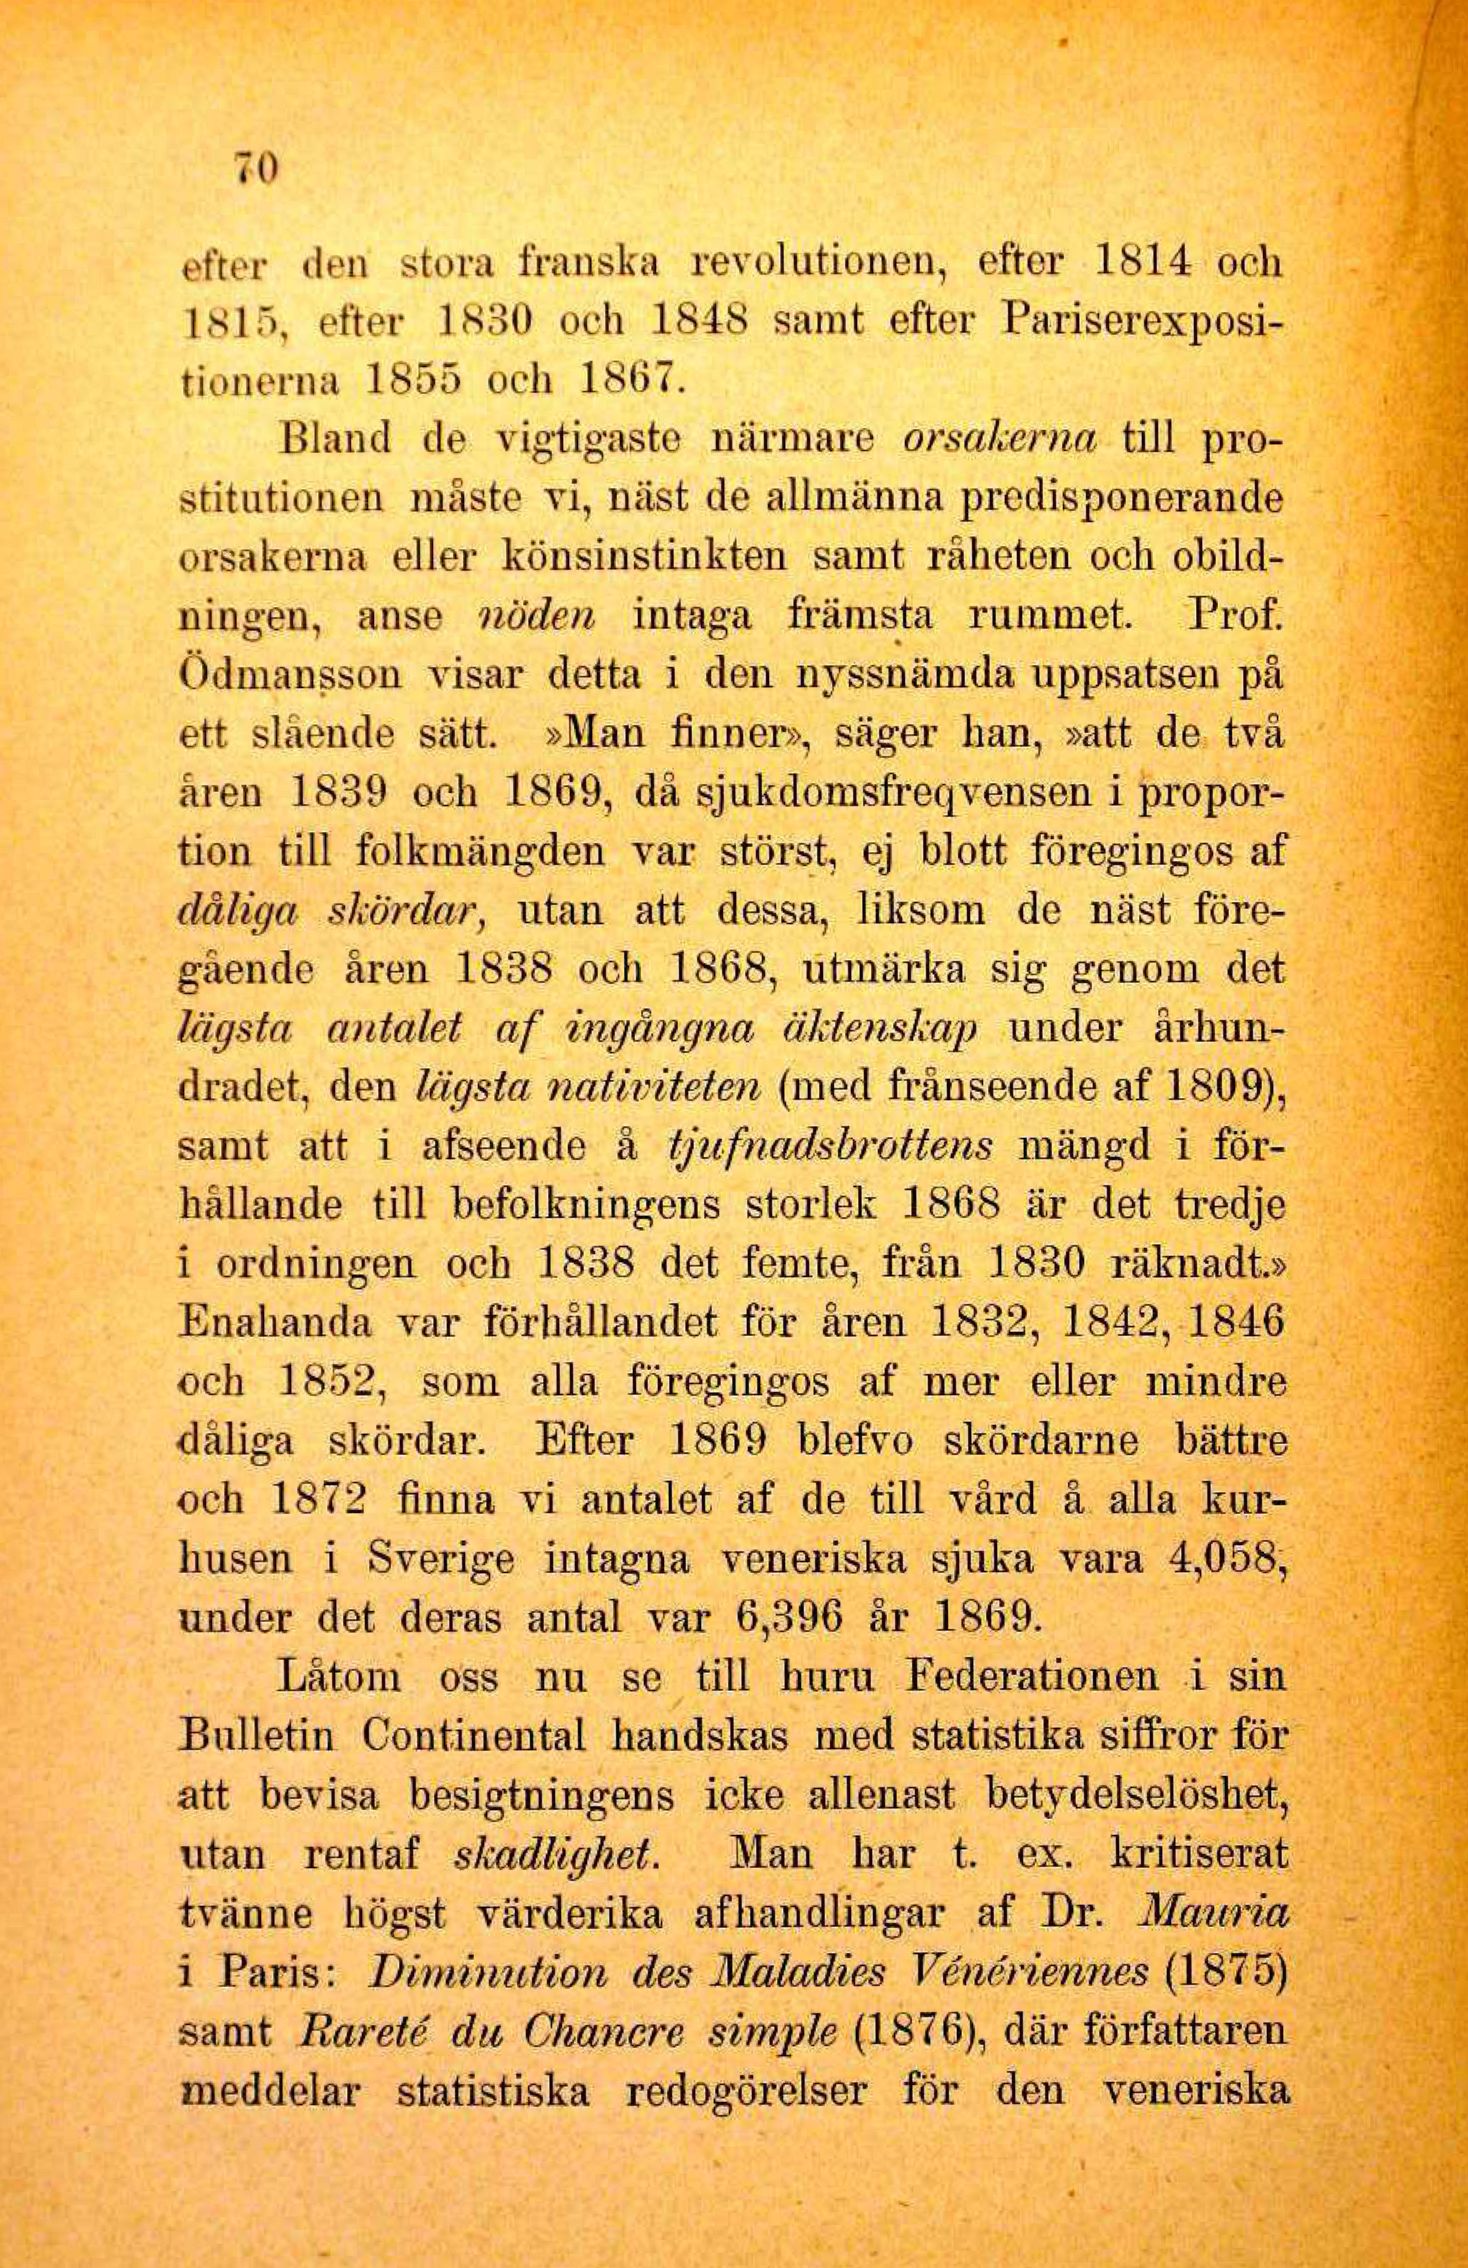 70
efter den stora franska revolutionen, efter 1814 och
1815, efter 1830 och 1848 samt efter Pariserexposi-
tionerna 1855 och 1867.
Bland de vigtigaste närmare orsakerna till pro-
stitutionen måste vi, näst de allmänna predisponerande
orsakerna eller könsinstinkten samt råheten och obild-
ningen, anse nöden intaga främsta rummet. Prof.
Ödmansson visar detta i den nyssnämda uppsatsen på
ett slående sätt. »Man finner», säger han, »att de två
åren 1839 och 1869, då sjukdomsfreqvensen i propor-
tion till folkmängden var störst, ej blott föregingos af
dåliga skördar, utan att dessa, liksom de näst före-
gående åren 1838 och 1868, utmärka sig genom det
lägsta antalet af ingångna äktenskap under århun-
dradet, den lägsta nativiteten (med frånseende af 1809),
samt att i afseende å tjufnadsbrottens mängd i för-
hållande till befolkningens storlek 1868 är det tredje
i ordningen och 1838 det femte, från 1830 räknadt.»
Enahanda var förhållandet för åren 1832, 1842, 1846
och 1852, som alla föregingos af mer eller mindre
dåliga skördar. Efter 1869 blefvo skördarne bättre
och 1872 finna vi antalet af de till vård å alla kur-
husen i Sverige intagna veneriska sjuka vara 4,058,
under det deras antal var 6,396 år 1869.
Låtom oss nu se till huru Federationen i sin
Bulletin Continental handskas med statistika siffror för
att bevisa besigtningens icke allenast betydelselöshet,
utan rentaf skadlighet. Man har t. ex. kritiserat
tvänne högst värderika afhandlingar af Dr. Mauria
i Paris: Diminution des Maladies Vénériennes (1875)
samt Rareté du Chancre simple (1876), där författaren
meddelar statistiska redogörelser för den veneriska